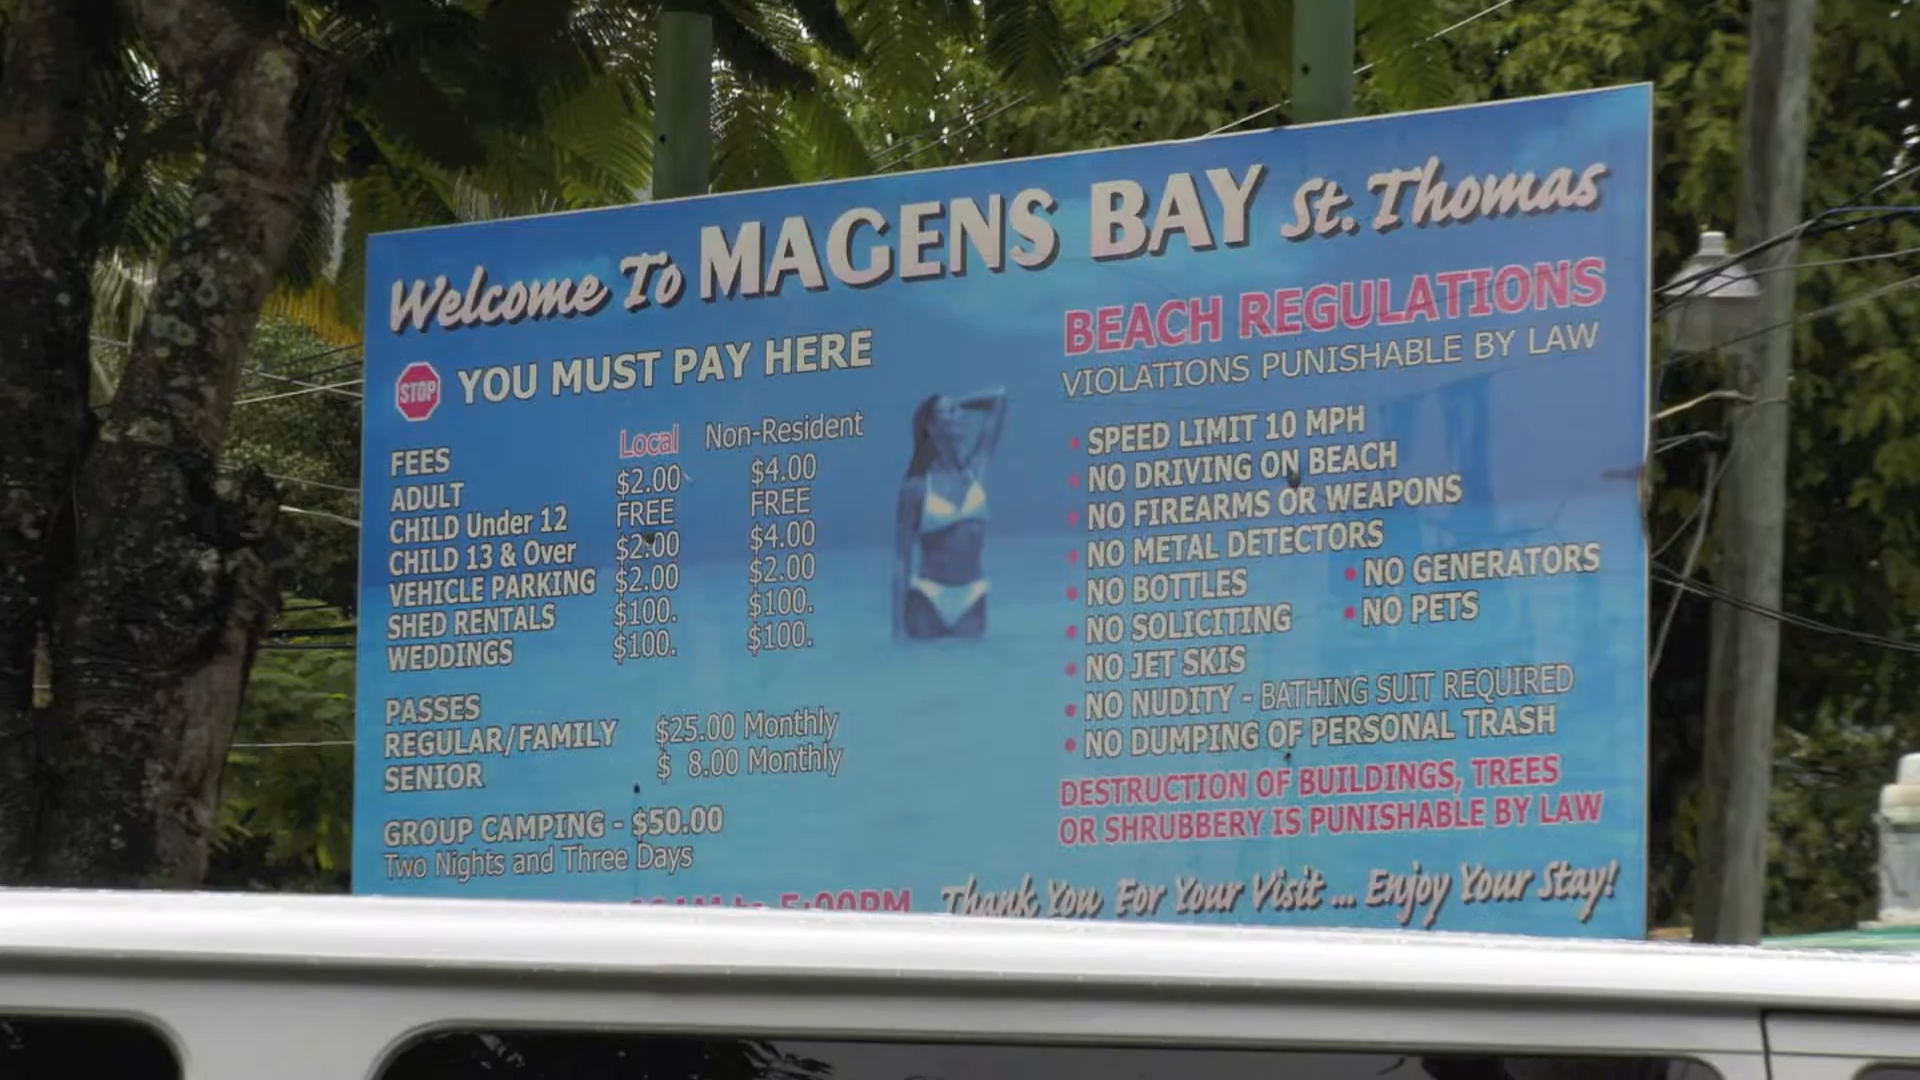 Welcome To MAGENS BAY St. Thomas
STOP
YOU MUST PAY HERE
Local Non-Resident
FEES
ADULT $2.00 $4.00
CHILD Under 12 FREE FREE
CHILD 13 & Over $2.00 $4.00
VEHICLE PARKING $2.00 $2.00
SHED RENTALS $100. $100.
WEDDINGS $100. $100.
PASSES
REGULAR/FAMILY $25.00 Monthly
SENIOR $ 8.00 Monthly
GROUP CAMPING - $50.00
Two Nights and Three Days
to 5:00PM
BEACH REGULATIONS
VIOLATIONS PUNISHABLE BY LAW
• SPEED LIMIT 10 MPH
• NO DRIVING ON BEACH
• NO FIREARMS OR WEAPONS
• NO METAL DETECTORS
• NO BOTTLES • NO GENERATORS
• NO SOLICITING • NO PETS
• NO JET SKIS
• NO NUDITY - BATHING SUIT REQUIRED
• NO DUMPING OF PERSONAL TRASH
DESTRUCTION OF BUILDINGS, TREES
OR SHRUBBERY IS PUNISHABLE BY LAW
Thank You For Your Visit ... Enjoy Your Stay!